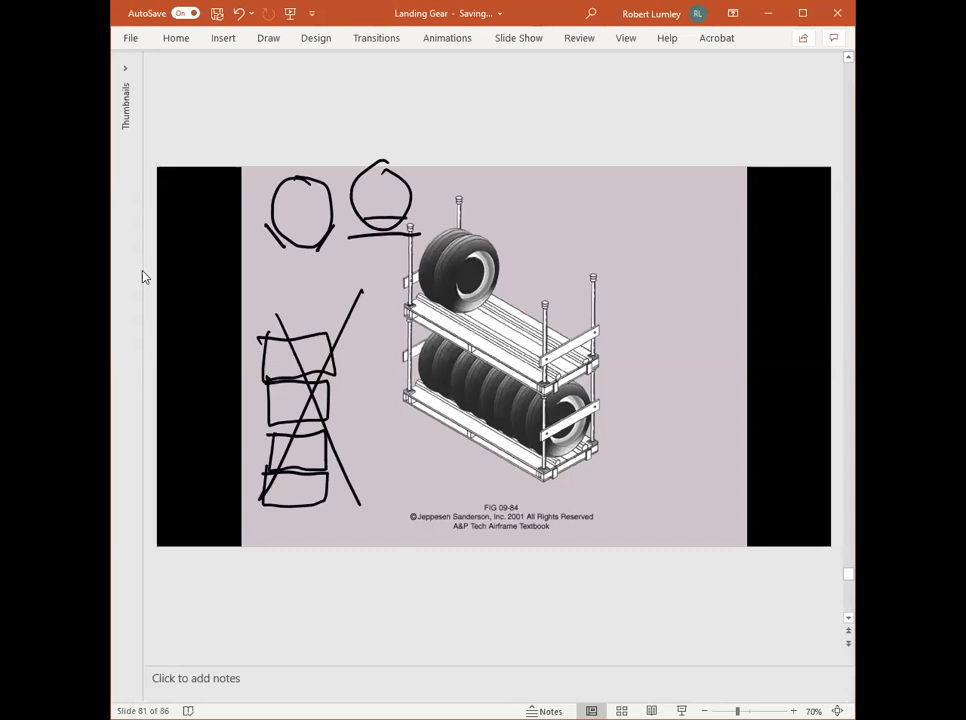 AutoSave On Landing Gear - Saving... Robert Lumley RL
File Home Insert Draw Design Transitions Animations Slide Show Review View Help Acrobat
Thumbnails
FIG 09-84
©Jeppesen Sanderson, Inc. 2001 All Rights Reserved
A&P Tech Airframe Textbook
Click to add notes
Slide 81 of 86 Notes 70%